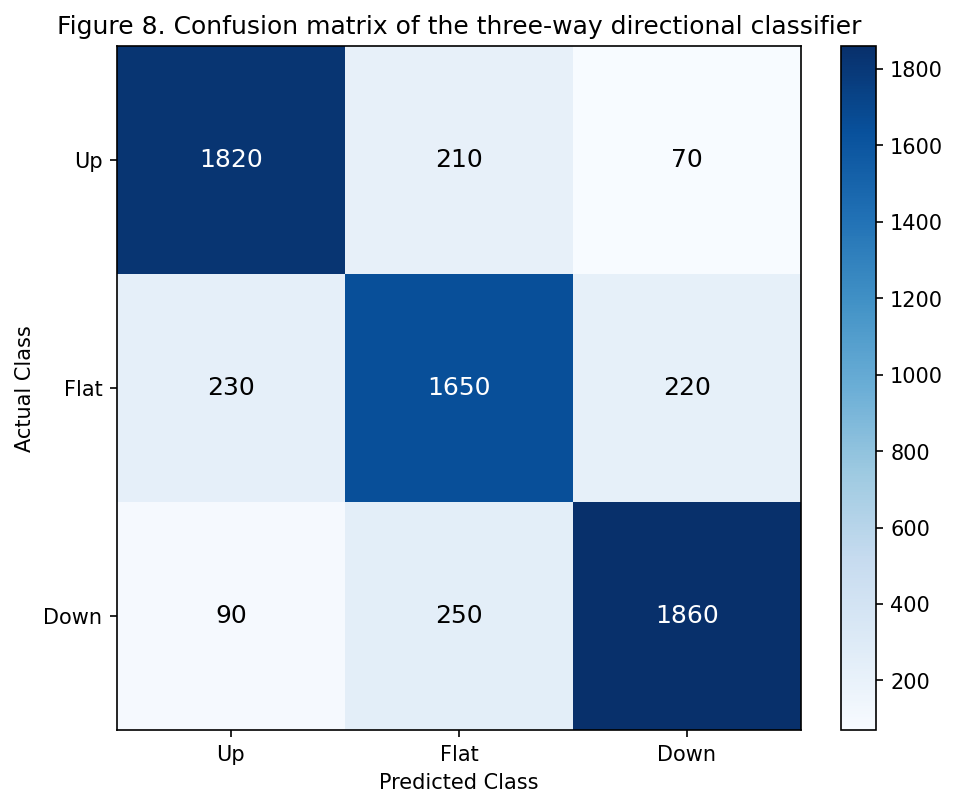 Figure 8. Confusion matrix of the three-way directional classifier
Up
1820
210
70
Flat
230
1650
220
Down
90
250
1860
Actual Class
Up
Flat
Down
Predicted Class
1800
1600
1400
1200
1000
800
600
400
200